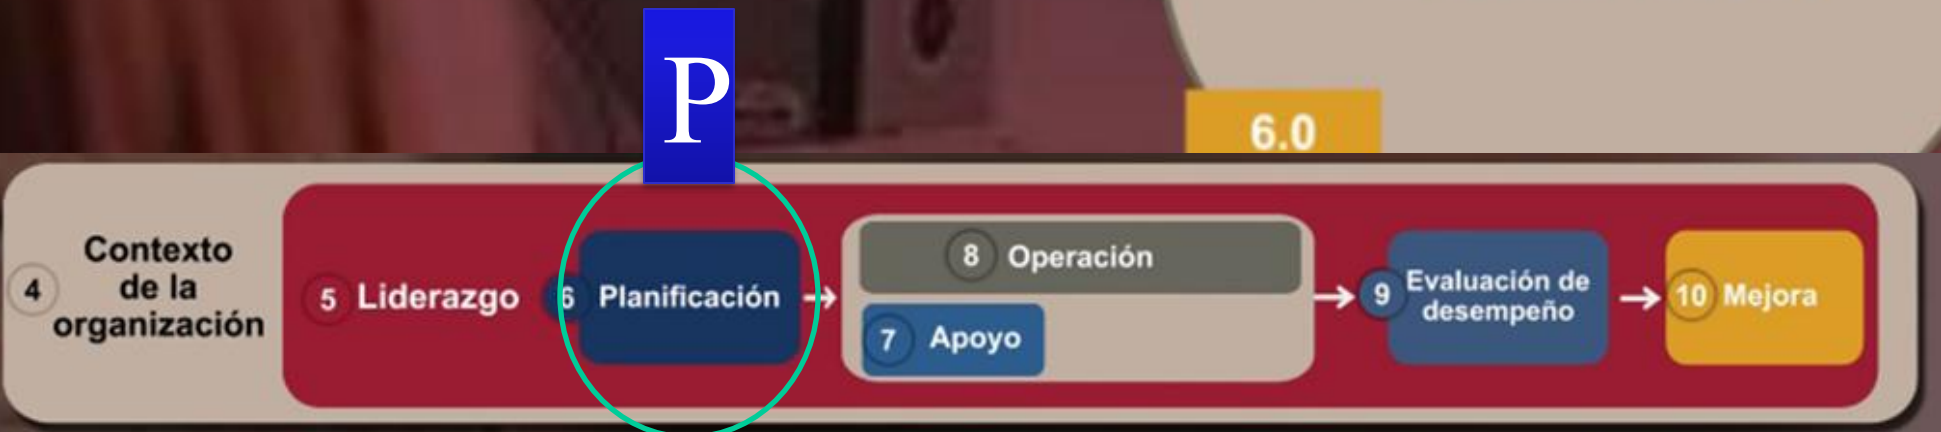 P
6.0
4
Contexto
de la
organización
5 Liderazgo
6 Planificación
8 Operación
7 Apoyo
9 Evaluación de
desempeño
10 Mejora